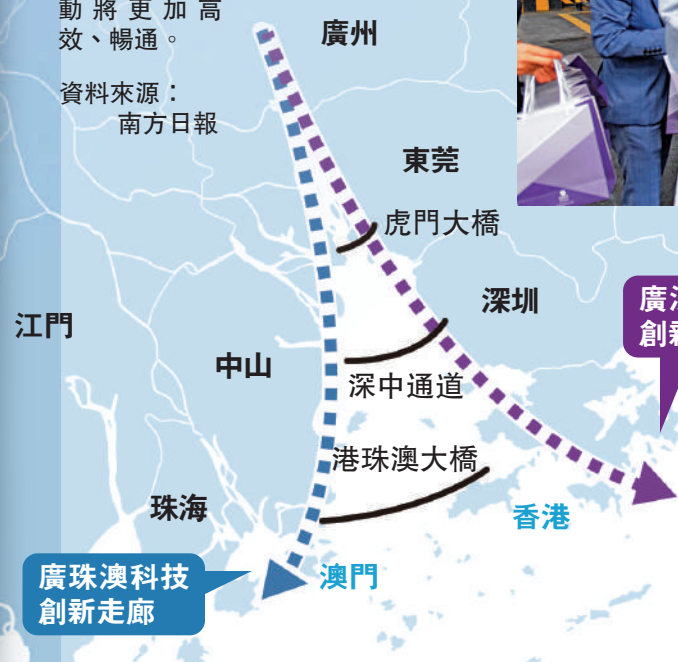 動將更加高
效、暢通。
資料來源：
南方日報
廣州
東莞
虎門大橋
深圳
江門
中山
深中通道
港珠澳大橋
珠海
香港
澳門
廣珠澳科技
創新走廊
廣
創